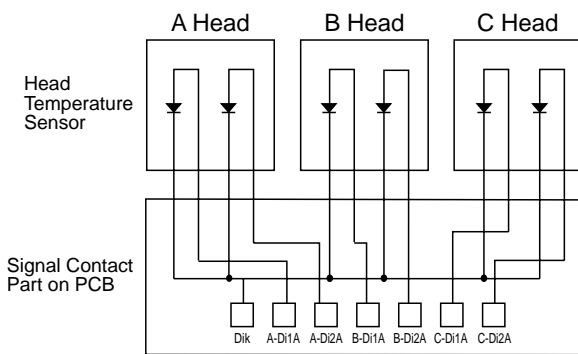 A Head B Head C Head
Head
Temperature
Sensor
Signal Contact
Part on PCB
Dik A-Di1A A-Di2A B-Di1A B-Di2A C-Di1A C-Di2A